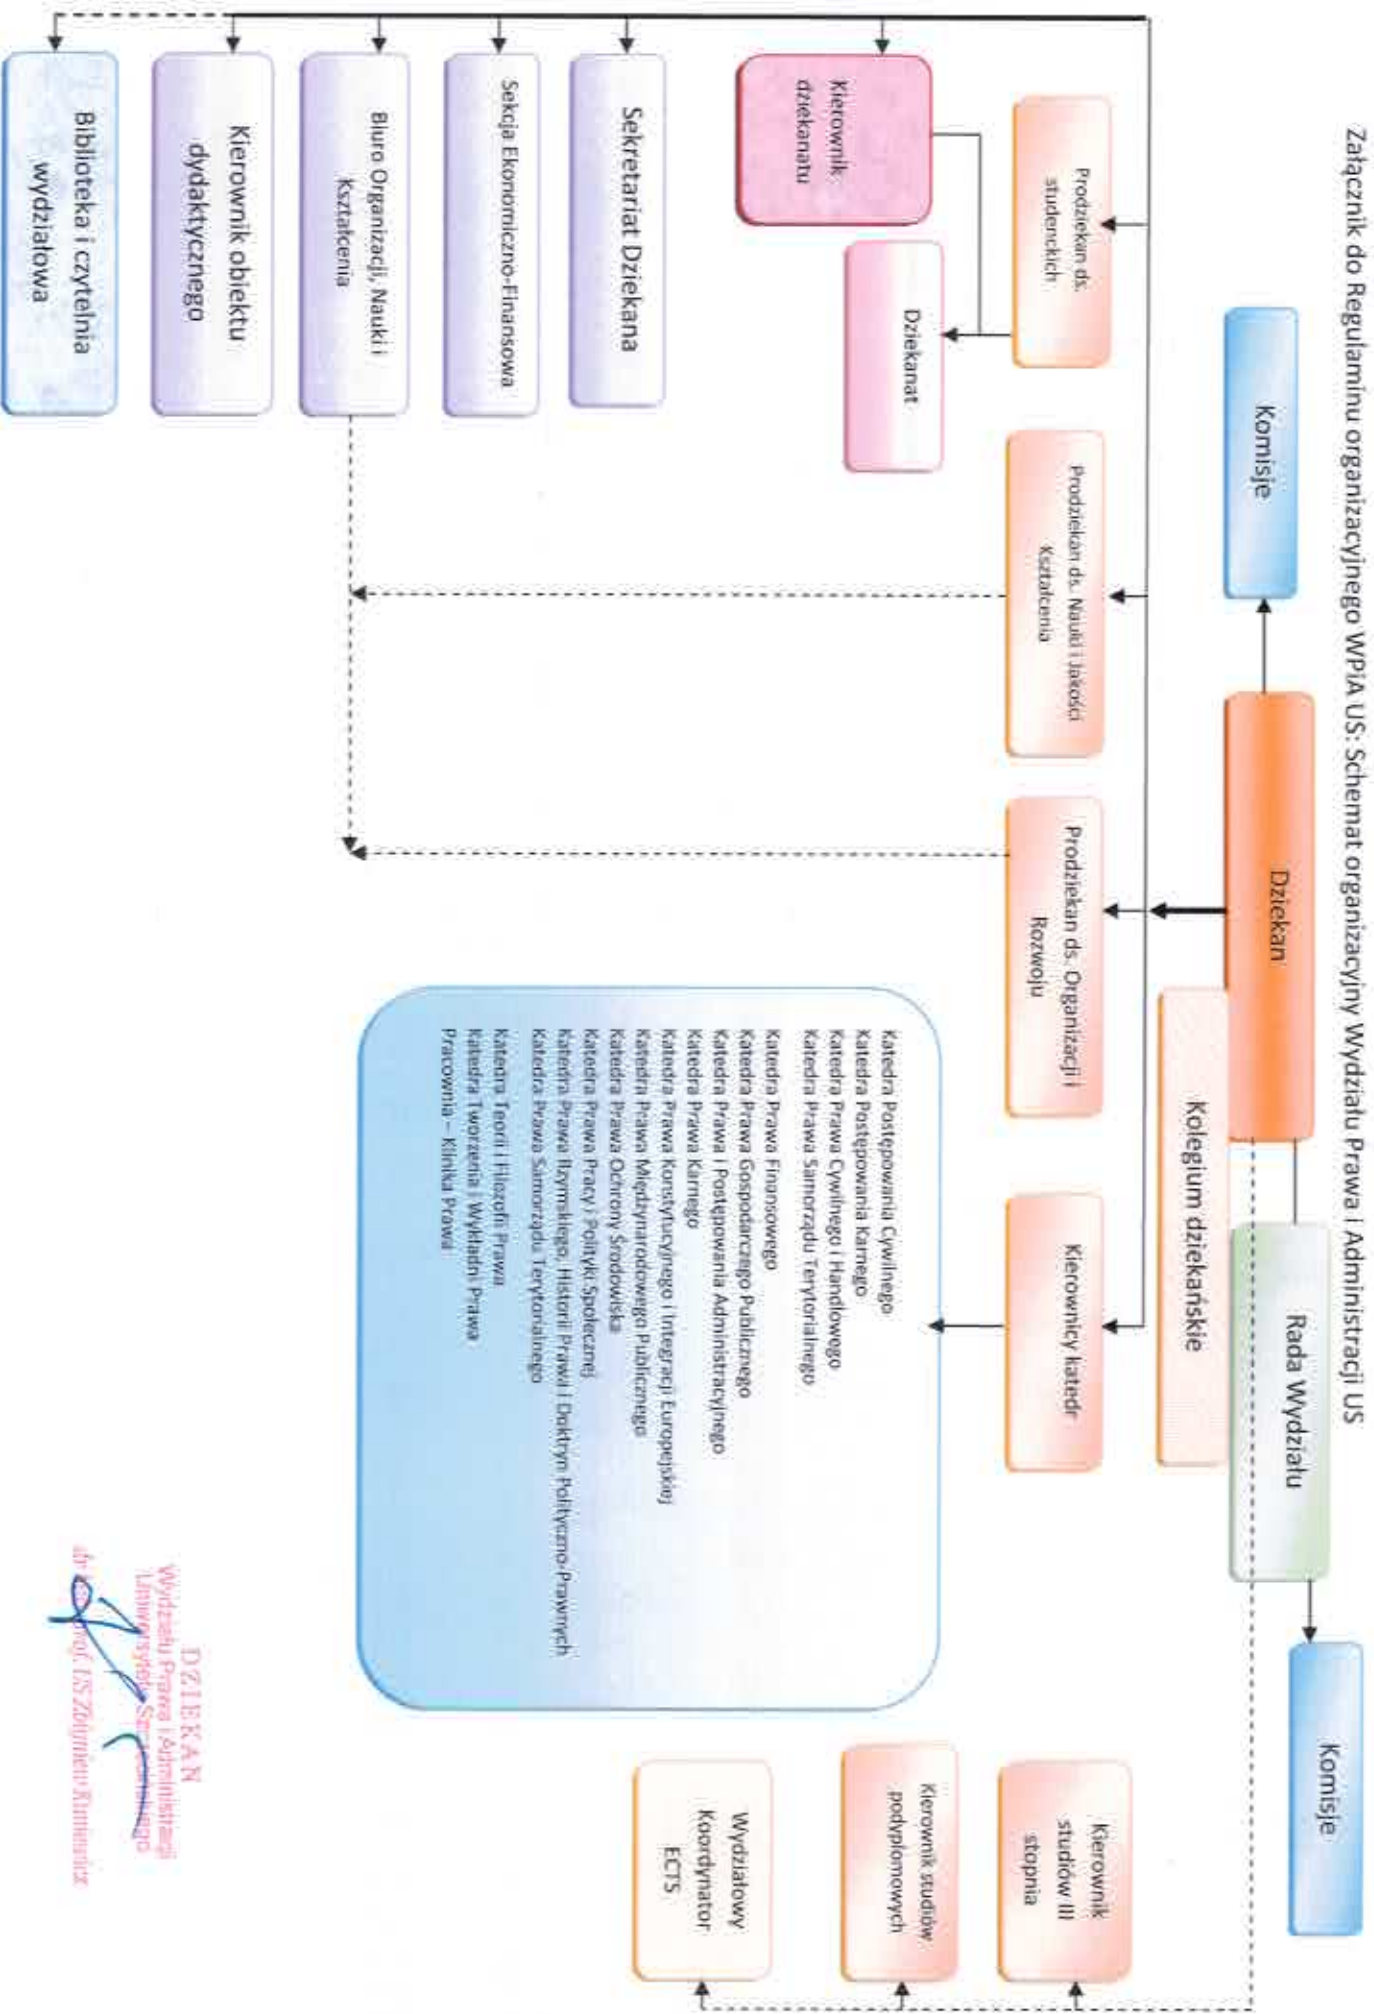 Załącznik do Regulaminu organizacyjnego WPiA US: Schemat organizacyjny Wydziału Prawa i Administracji US
Komisje
Dziekan
Rada Wydziału
Komisje
Kolegium dziekańskie
Prodziekan ds.
studenckich
Prodziekan ds. Nauki i Jakości
Kształcenia
Prodziekan ds. Organizacji i
Rozwoju
Kierownicy katedr
Kierownik
studiów III
stopnia
Kierownik
dziekanatu
Dziekanat
Katedra Postępowania Cywilnego
Katedra Postępowania Karnego
Katedra Prawa Cywilnego i Handlowego
Katedra Prawa Samorządu Terytorialnego
Katedra Prawa Finansowego
Katedra Prawa Gospodarczego Publicznego
Katedra Prawa i Postępowania Administracyjnego
Katedra Prawa Karnego
Katedra Prawa Konstytucyjnego i Integracji Europejskiej
Katedra Prawa Międzynarodowego Publicznego
Katedra Prawa Ochrony Środowiska
Katedra Prawa Pracy i Polityki Społecznej
Katedra Prawa Rzymskiego, Historii Prawa i Doktryn Polityczno-Prawnych
Katedra Prawa Samorządu Terytorialnego
Katedra Teorii i Filozofii Prawa
Katedra Tworzenia i Wykładni Prawa
Pracownia – Klinika Prawa
Kierownik studiów
podyplomowych
Wydziałowy
Koordynator
ECTS
Sekretariat Dziekana
Sekcja Ekonomiczno-Finansowa
Biuro Organizacji, Nauki i
Kształcenia
Kierownik obiektu
dydaktycznego
Biblioteka i czytelnia
wydziałowa
DZIEKAN
Wydziału Prawa i Administracji
Uniwersytetu Szczecińskiego
prof. US Zbigniew